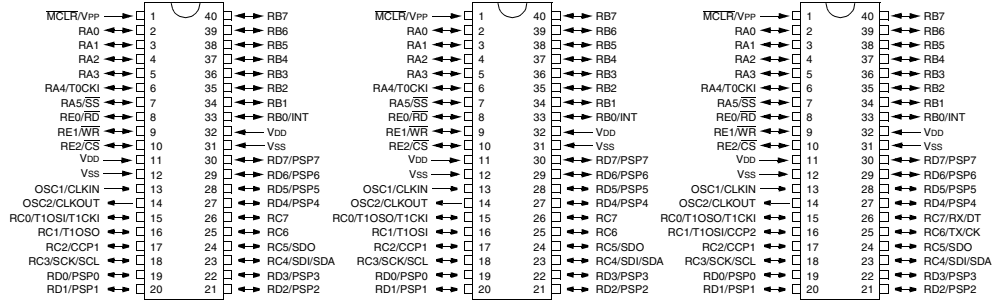 MCLR/VPP 1 40 RB7
RA0 2 39 RB6
RA1 3 38 RB5
RA2 4 37 RB4
RA3 5 36 RB3
RA4/T0CKI 6 35 RB2
RA5/SS 7 34 RB1
RE0/RD 8 33 RB0/INT
RE1/WR 9 32 VDD
RE2/CS 10 31 VSS
VDD 11 30 RD7/PSP7
VSS 12 29 RD6/PSP6
OSC1/CLKIN 13 28 RD5/PSP5
OSC2/CLKOUT 14 27 RD4/PSP4
RC0/T1OSI/T1CKI 15 26 RC7
RC1/T1OSO 16 25 RC6
RC2/CCP1 17 24 RC5/SDO
RC3/SCK/SCL 18 23 RC4/SDI/SDA
RD0/PSP0 19 22 RD3/PSP3
RD1/PSP1 20 21 RD2/PSP2
MCLR/VPP 1 40 RB7
RA0 2 39 RB6
RA1 3 38 RB5
RA2 4 37 RB4
RA3 5 36 RB3
RA4/T0CKI 6 35 RB2
RA5/SS 7 34 RB1
RE0/RD 8 33 RB0/INT
RE1/WR 9 32 VDD
RE2/CS 10 31 VSS
VDD 11 30 RD7/PSP7
VSS 12 29 RD6/PSP6
OSC1/CLKIN 13 28 RD5/PSP5
OSC2/CLKOUT 14 27 RD4/PSP4
RC0/T1OSO/T1CKI 15 26 RC7
RC1/T1OSI 16 25 RC6
RC2/CCP1 17 24 RC5/SDO
RC3/SCK/SCL 18 23 RC4/SDI/SDA
RD0/PSP0 19 22 RD3/PSP3
RD1/PSP1 20 21 RD2/PSP2
MCLR/VPP 1 40 RB7
RA0 2 39 RB6
RA1 3 38 RB5
RA2 4 37 RB4
RA3 5 36 RB3
RA4/T0CKI 6 35 RB2
RA5/SS 7 34 RB1
RE0/RD 8 33 RB0/INT
RE1/WR 9 32 VDD
RE2/CS 10 31 VSS
VDD 11 30 RD7/PSP7
VSS 12 29 RD6/PSP6
OSC1/CLKIN 13 28 RD5/PSP5
OSC2/CLKOUT 14 27 RD4/PSP4
RC0/T1OSO/T1CKI 15 26 RC7/RX/DT
RC1/T1OSI/CCP2 16 25 RC6/TX/CK
RC2/CCP1 17 24 RC5/SDO
RC3/SCK/SCL 18 23 RC4/SDI/SDA
RD0/PSP0 19 22 RD3/PSP3
RD1/PSP1 20 21 RD2/PSP2